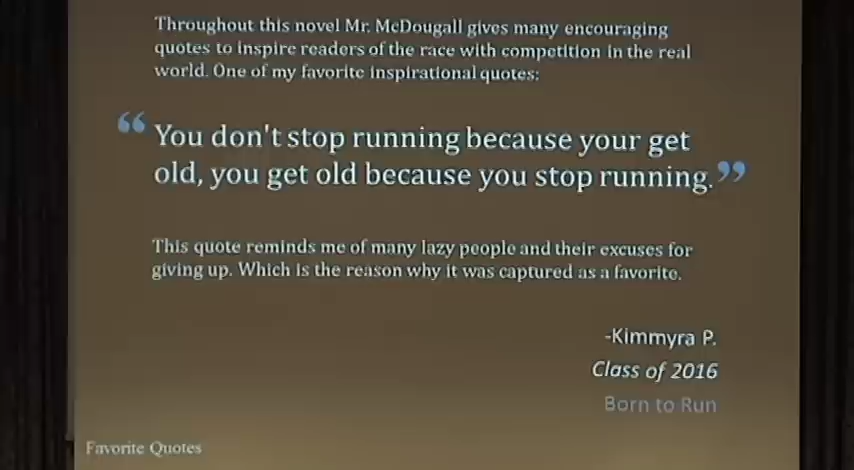 Throughout this novel Mr. McDougall gives many encouraging
quotes to inspire readers of the race with competition in the real
world. One of my favorite inspirational quotes:
“ You don't stop running because your get
old, you get old because you stop running. ”
This quote reminds me of many lazy people and their excuses for
giving up. Which is the reason why it was captured as a favorite.
-Kimmyra P.
Class of 2016
Born to Run
Favorite Quotes